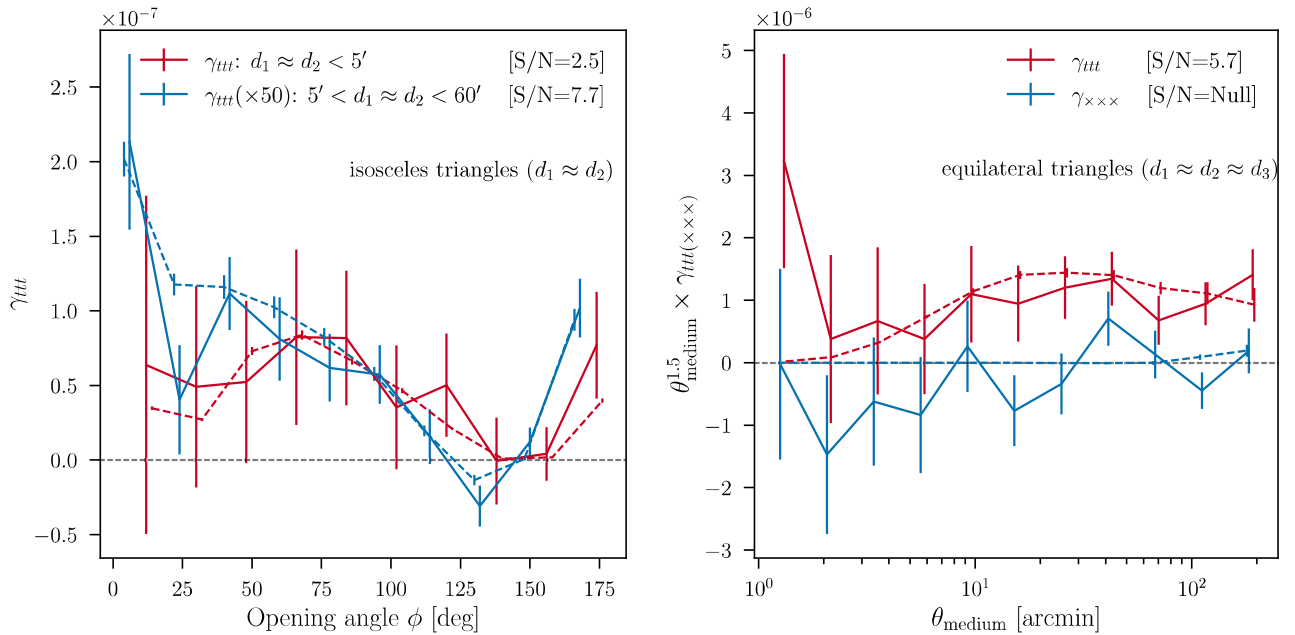 ×10⁻⁷
γₜₜₜ: d₁ ≈ d₂ < 5′ [S/N=2.5]
γₜₜₜ(×50): 5′ < d₁ ≈ d₂ < 60′ [S/N=7.7]
isosceles triangles (d₁ ≈ d₂)
γₜₜₜ
2.5
2.0
1.5
1.0
0.5
0.0
−0.5
0 25 50 75 100 125 150 175
Opening angle ϕ [deg]
×10⁻⁶
γₜₜₜ [S/N=5.7]
γ××× [S/N=Null]
equilateral triangles (d₁ ≈ d₂ ≈ d₃)
θ^1.5_medium × γₜₜₜ(×××)
5
4
3
2
1
0
−1
−2
−3
10⁰ 10¹ 10²
θ_medium [arcmin]